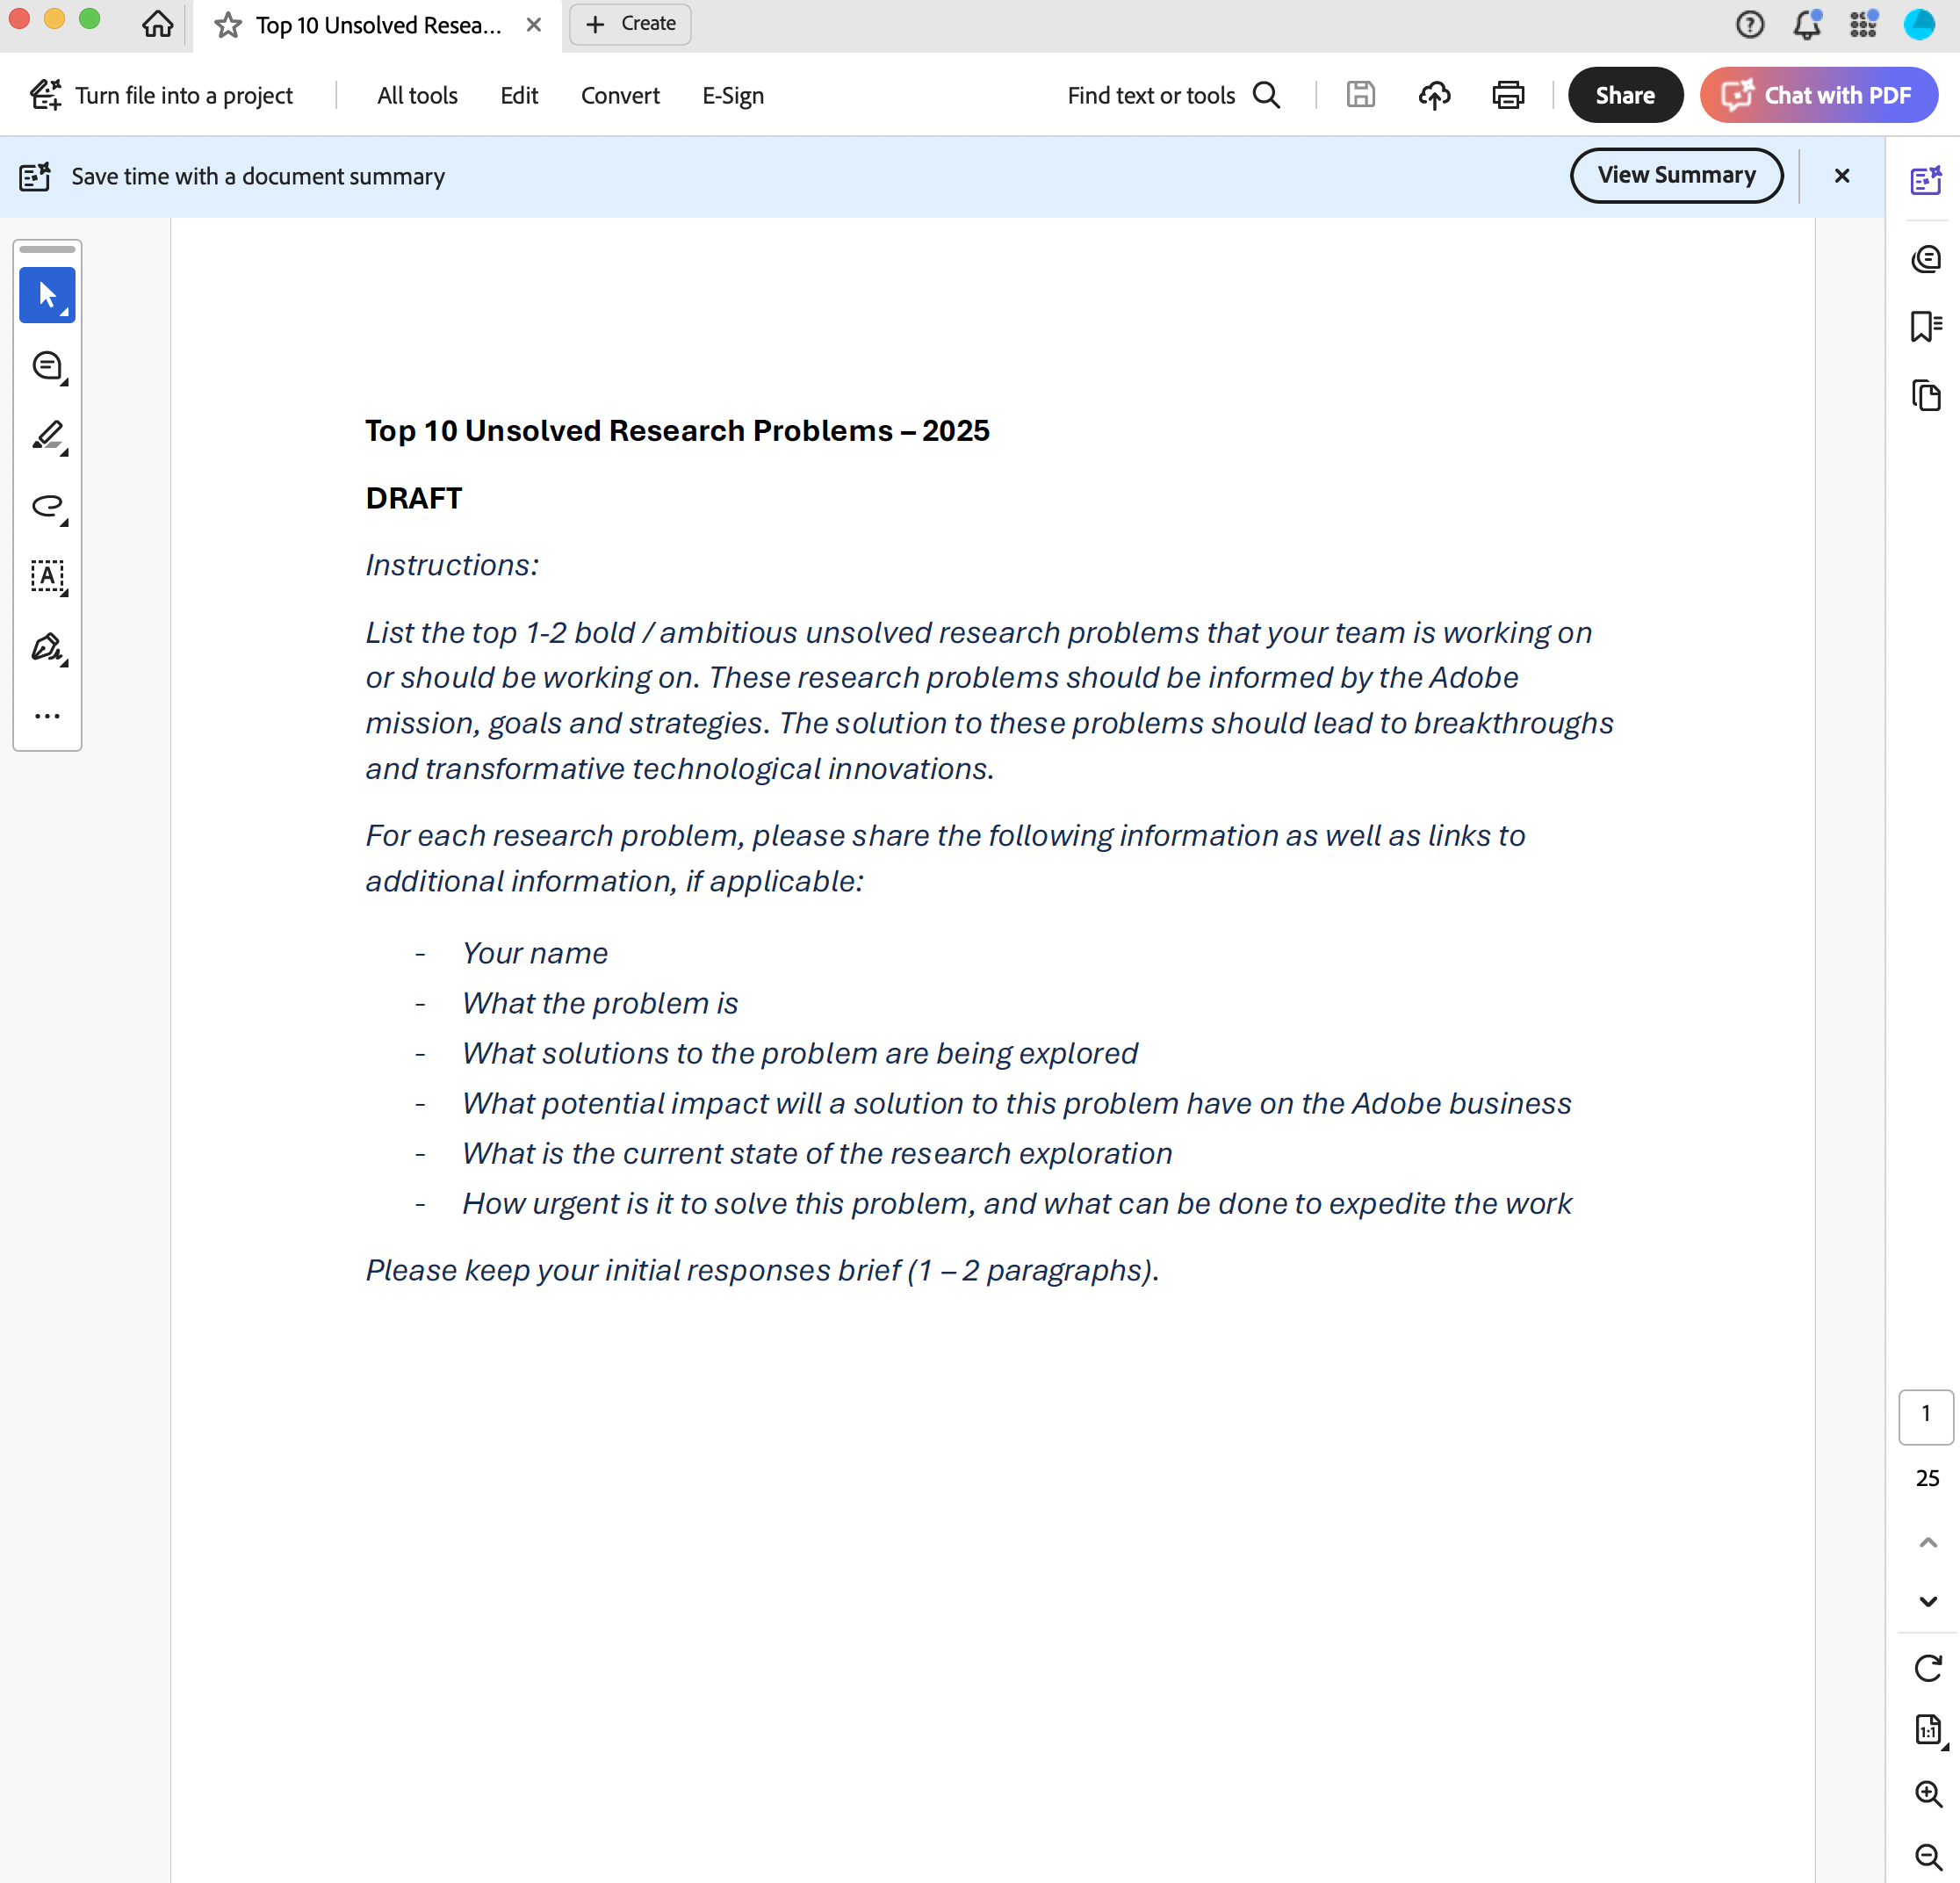 Top 10 Unsolved Resea...
Create
Turn file into a project
All tools
Edit
Convert
E-Sign
Find text or tools
Share
Chat with PDF
Save time with a document summary
View Summary
Top 10 Unsolved Research Problems – 2025
DRAFT
Instructions:
List the top 1-2 bold / ambitious unsolved research problems that your team is working on
or should be working on. These research problems should be informed by the Adobe
mission, goals and strategies. The solution to these problems should lead to breakthroughs
and transformative technological innovations.
For each research problem, please share the following information as well as links to
additional information, if applicable:
- Your name
- What the problem is
- What solutions to the problem are being explored
- What potential impact will a solution to this problem have on the Adobe business
- What is the current state of the research exploration
- How urgent is it to solve this problem, and what can be done to expedite the work
Please keep your initial responses brief (1 – 2 paragraphs).
1
25
1:1